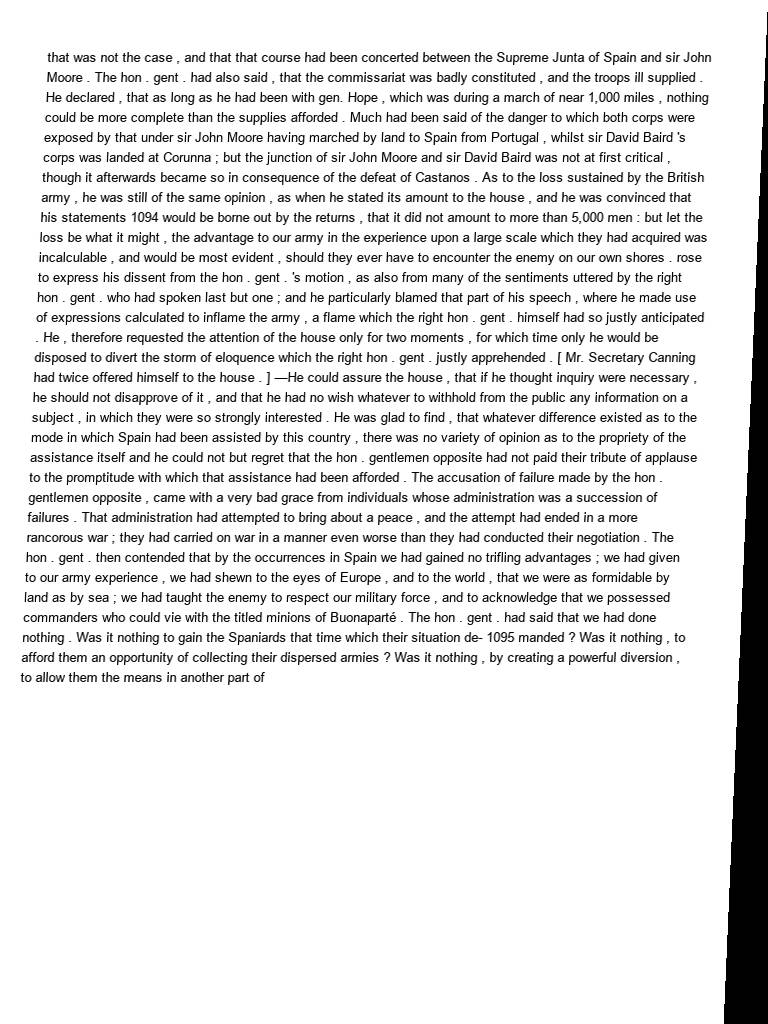 that was not the case , and that that course had been concerted between the Supreme Junta of Spain and sir John
Moore . The hon . gent . had also said , that the commissariat was badly constituted , and the troops ill supplied .
He declared , that as long as he had been with gen. Hope , which was during a march of near 1,000 miles , nothing
could be more complete than the supplies afforded . Much had been said of the danger to which both corps were
exposed by that under sir John Moore having marched by land to Spain from Portugal , whilst sir David Baird 's
corps was landed at Corunna ; but the junction of sir John Moore and sir David Baird was not at first critical ,
though it afterwards became so in consequence of the defeat of Castanos . As to the loss sustained by the British
army , he was still of the same opinion , as when he stated its amount to the house , and he was convinced that
his statements 1094 would be borne out by the returns , that it did not amount to more than 5,000 men : but let the
loss be what it might , the advantage to our army in the experience upon a large scale which they had acquired was
incalculable , and would be most evident , should they ever have to encounter the enemy on our own shores . rose
to express his dissent from the hon . gent . 's motion , as also from many of the sentiments uttered by the right
hon . gent . who had spoken last but one ; and he particularly blamed that part of his speech , where he made use
of expressions calculated to inflame the army , a flame which the right hon . gent . himself had so justly anticipated
. He , therefore requested the attention of the house only for two moments , for which time only he would be
disposed to divert the storm of eloquence which the right hon . gent . justly apprehended . [ Mr. Secretary Canning
had twice offered himself to the house . ] —He could assure the house , that if he thought inquiry were necessary ,
he should not disapprove of it , and that he had no wish whatever to withhold from the public any information on a
subject , in which they were so strongly interested . He was glad to find , that whatever difference existed as to the
mode in which Spain had been assisted by this country , there was no variety of opinion as to the propriety of the
assistance itself and he could not but regret that the hon . gentlemen opposite had not paid their tribute of applause
to the promptitude with which that assistance had been afforded . The accusation of failure made by the hon .
gentlemen opposite , came with a very bad grace from individuals whose administration was a succession of
failures . That administration had attempted to bring about a peace , and the attempt had ended in a more
rancorous war ; they had carried on war in a manner even worse than they had conducted their negotiation . The
hon . gent . then contended that by the occurrences in Spain we had gained no trifling advantages ; we had given
to our army experience , we had shewn to the eyes of Europe , and to the world , that we were as formidable by
land as by sea ; we had taught the enemy to respect our military force , and to acknowledge that we possessed
commanders who could vie with the titled minions of Buonaparté . The hon . gent . had said that we had done
nothing . Was it nothing to gain the Spaniards that time which their situation de- 1095 manded ? Was it nothing , to
afford them an opportunity of collecting their dispersed armies ? Was it nothing , by creating a powerful diversion ,
to allow them the means in another part of